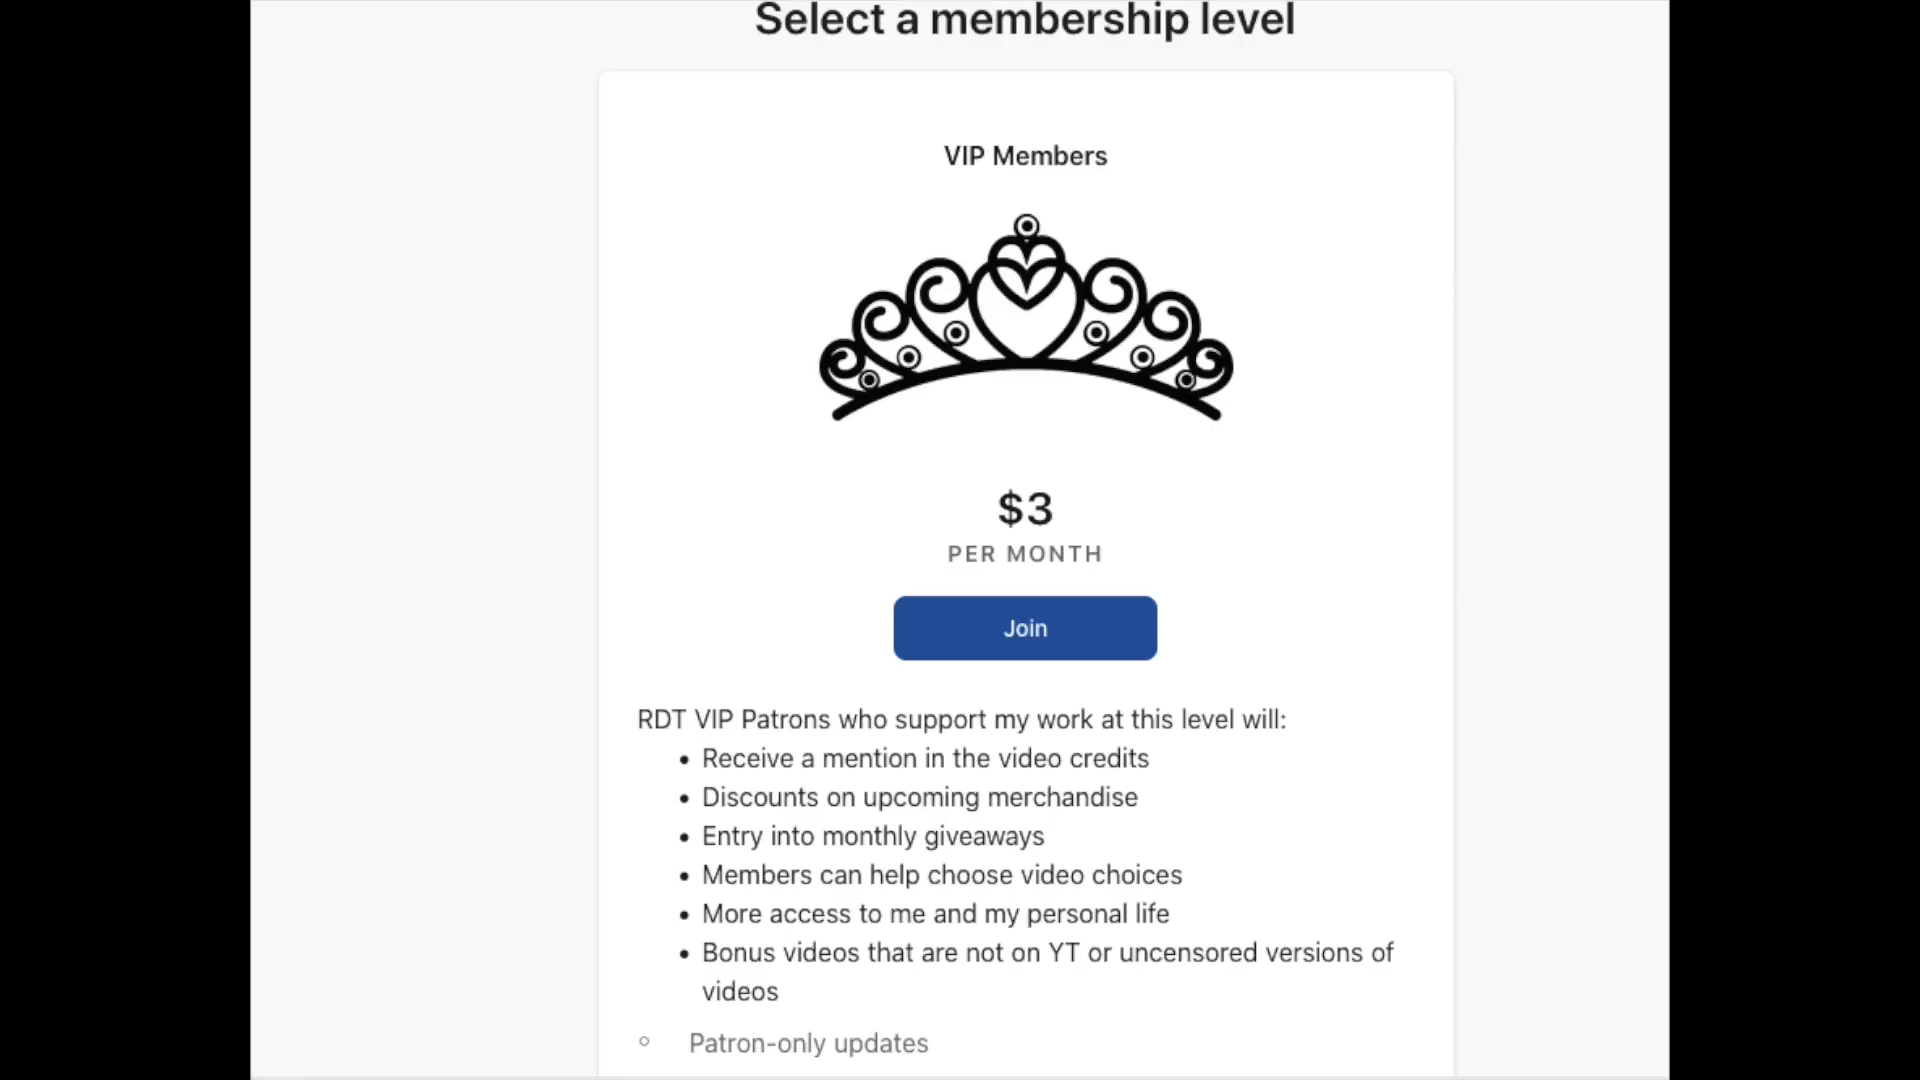 Select a membership level
VIP Members
$3
PER MONTH
Join
RDT VIP Patrons who support my work at this level will:
• Receive a mention in the video credits
• Discounts on upcoming merchandise
• Entry into monthly giveaways
• Members can help choose video choices
• More access to me and my personal life
• Bonus videos that are not on YT or uncensored versions of
videos
○ Patron-only updates